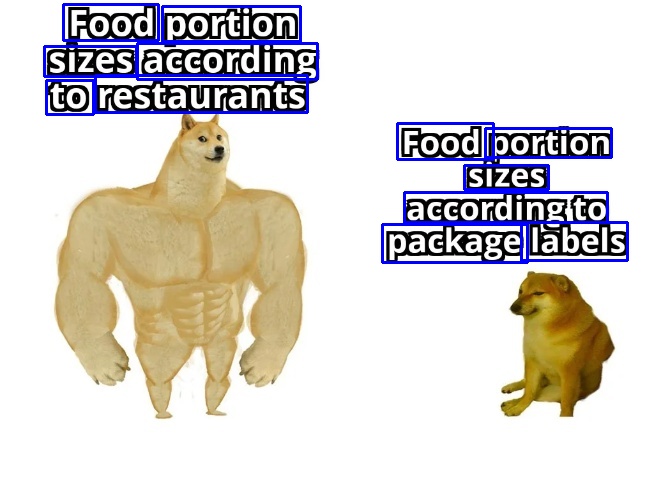 Food portion
sizes according
to restaurants
Food portion
sizes
according to
package labels